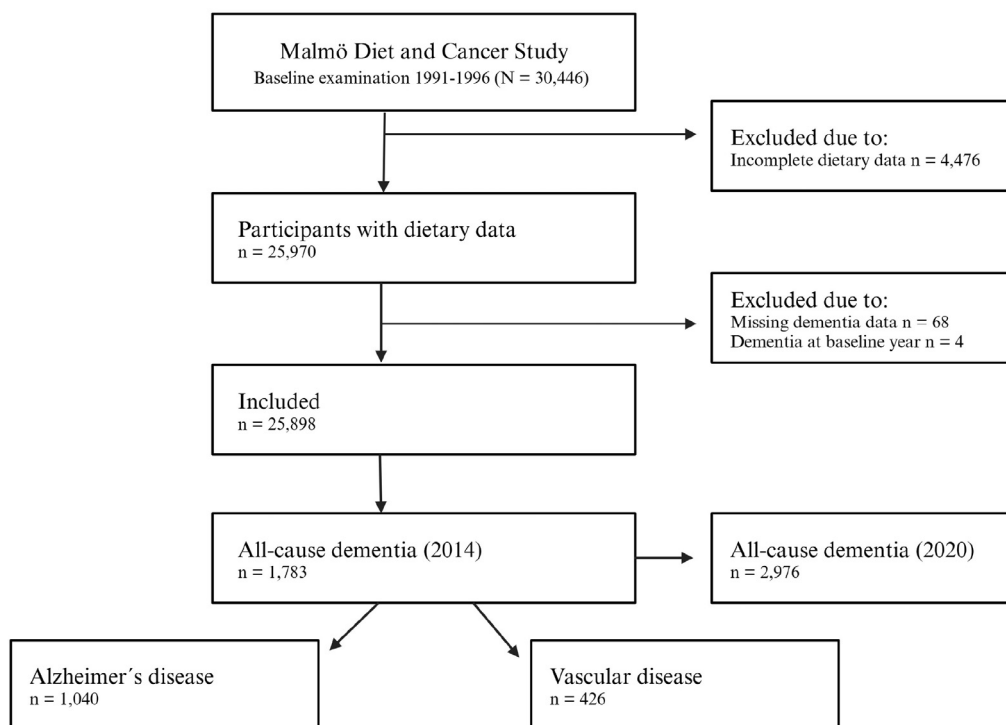 Malmö Diet and Cancer Study
Baseline examination 1991-1996 (N = 30,446)
Excluded due to:
Incomplete dietary data n = 4,476
Participants with dietary data
n = 25,970
Excluded due to:
Missing dementia data n = 68
Dementia at baseline year n = 4
Included
n = 25,898
All-cause dementia (2014)
n = 1,783
All-cause dementia (2020)
n = 2,976
Alzheimer´s disease
n = 1,040
Vascular disease
n = 426